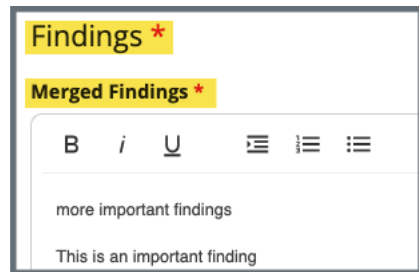 Findings *
Merged Findings *
B i U
more important findings
This is an important finding